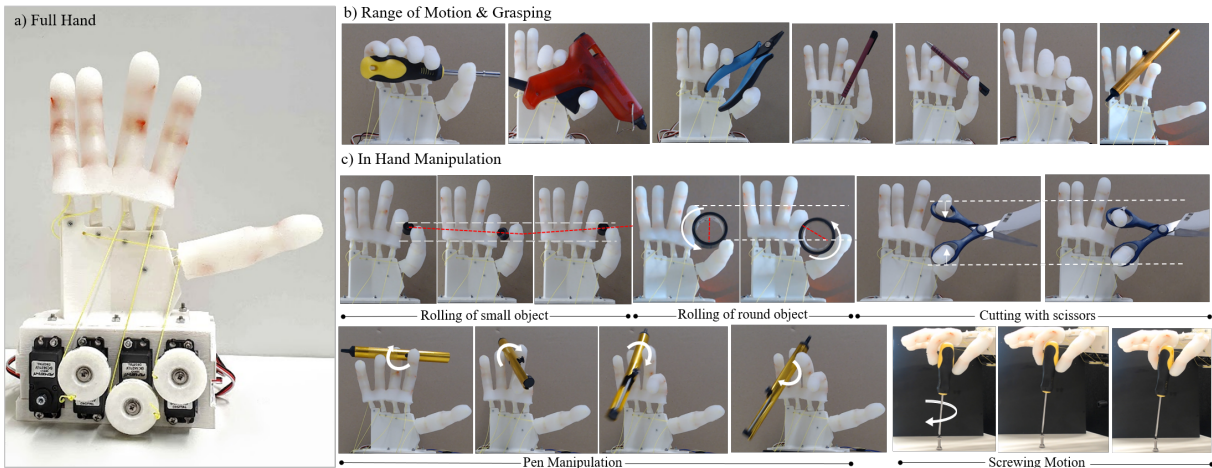 a) Full Hand
b) Range of Motion & Grasping
c) In Hand Manipulation
Rolling of small object
Rolling of round object
Cutting with scissors
Pen Manipulation
Screwing Motion